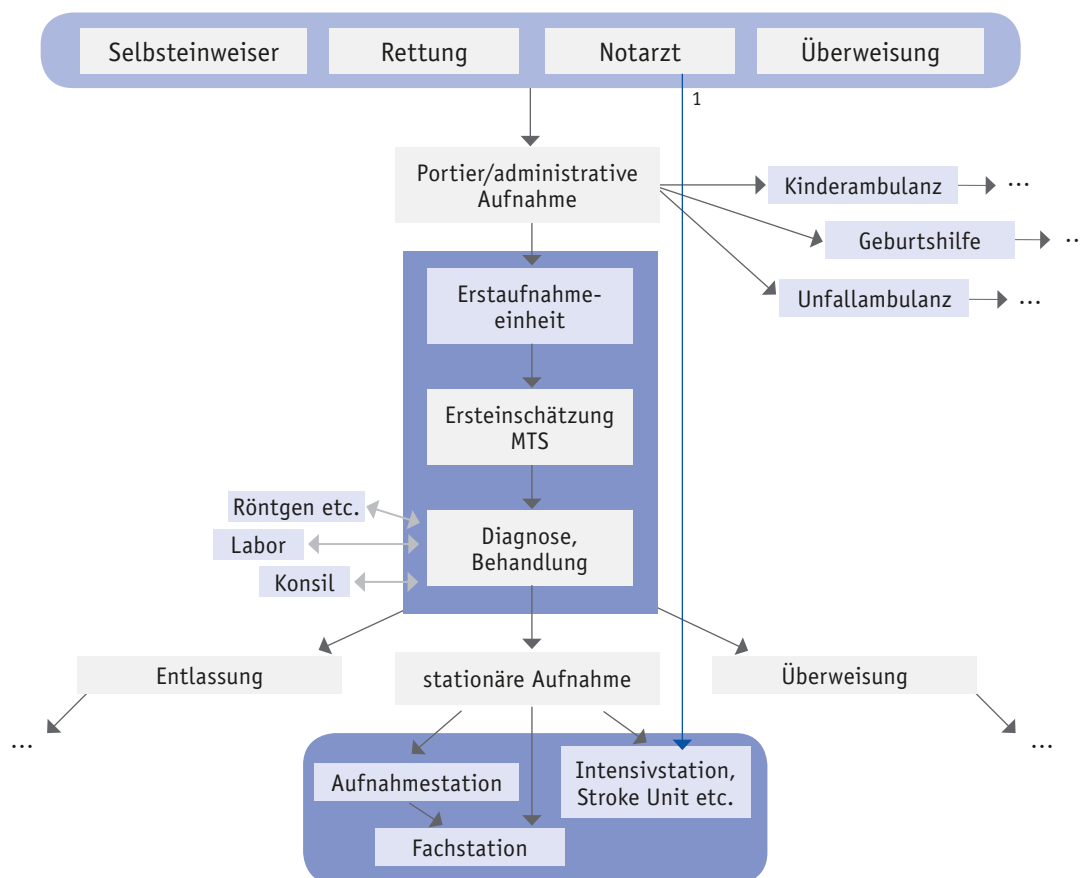 Selbsteinweiser
Rettung
Notarzt
Überweisung
1
Portier/administrative
Aufnahme
Kinderambulanz
...
Geburtshilfe
..
Unfallambulanz
...
Erstaufnahme-
einheit
Ersteinschätzung
MTS
Röntgen etc.
Labor
Konsil
Diagnose,
Behandlung
Entlassung
stationäre Aufnahme
Überweisung
...
...
Aufnahmestation
Intensivstation,
Stroke Unit etc.
Fachstation